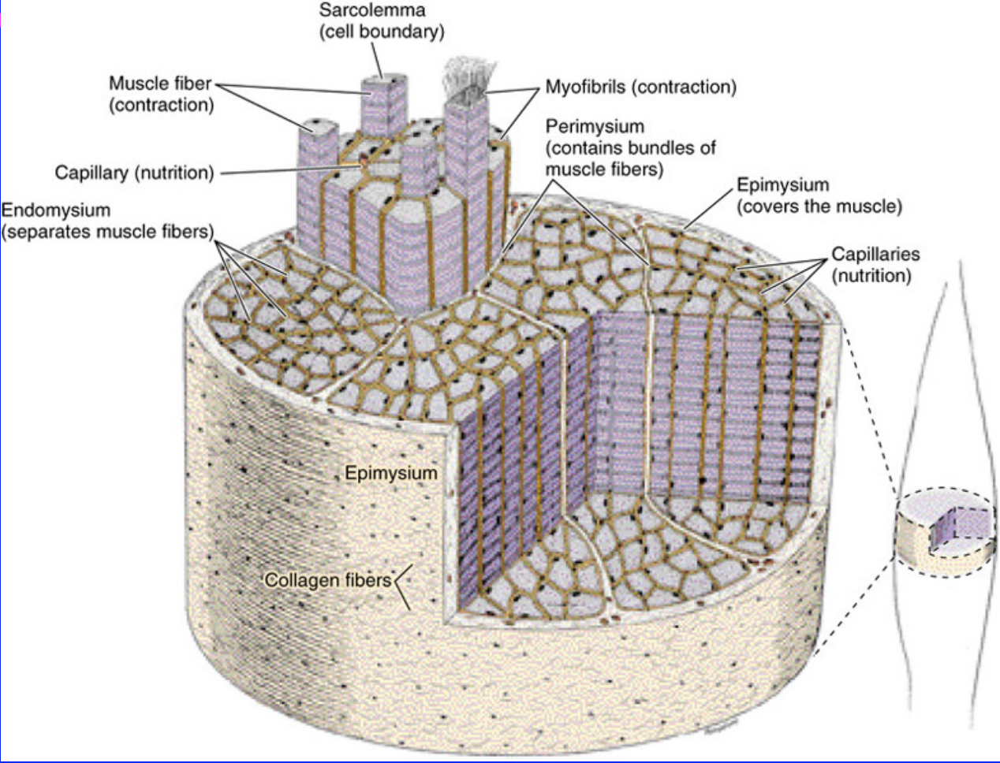 Sarcolemma
(cell boundary)
Muscle fiber
(contraction)
Myofibrils (contraction)
Perimysium
(contains bundles of
muscle fibers)
Capillary (nutrition)
Epimysium
(covers the muscle)
Endomysium
(separates muscle fibers)
Capillaries
(nutrition)
Epimysium
Collagen fibers